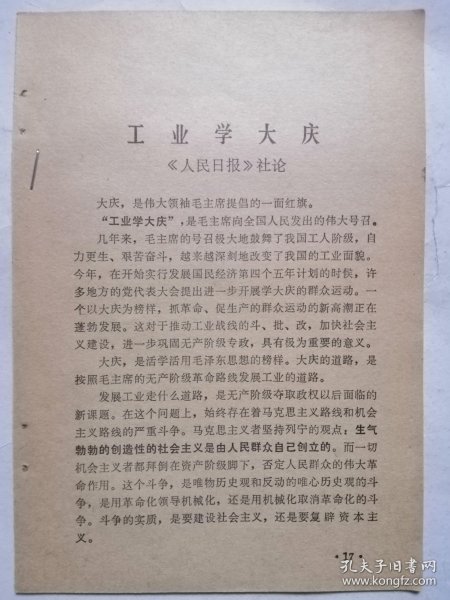 工业学大庆
《人民日报》社论
大庆，是伟大领袖毛主席提倡的一面红旗。
“工业学大庆”，是毛主席向全国人民发出的伟大号召。
几年来，毛主席的号召极大地鼓舞了我国工人阶级，自
力更生、艰苦奋斗，越来越深刻地改变了我国的工业面貌。
今年，在开始实行发展国民经济第四个五年计划的时候，许
多地方的党代表大会提出进一步开展学大庆的群众运动。一
个以大庆为榜样，抓革命、促生产的群众运动的新高潮正在
蓬勃发展。这对于推动工业战线的斗、批、改，加快社会主
义建设，进一步巩固无产阶级专政，具有极为重要的意义。
大庆，是活学活用毛泽东思想的榜样。大庆的道路，是
按照毛主席的无产阶级革命路线发展工业的道路。
发展工业走什么道路，是无产阶级夺取政权以后面临的
新课题。在这个问题上，始终存在着马克思主义路线和机会
主义路线的严重斗争。马克思主义者坚持列宁的观点：生气
勃勃的创造性的社会主义是由人民群众自己创立的。而一切
机会主义者都拜倒在资产阶级脚下，否定人民群众的伟大革
命作用。这个斗争，是唯物历史观和反动的唯心历史观的斗
争，是用革命化领导机械化，还是用机械化取消革命化的斗
争。斗争的实质，是要建设社会主义，还是要复辟资本主
义。
·17·
孔夫子旧书网
www.kongfz.com